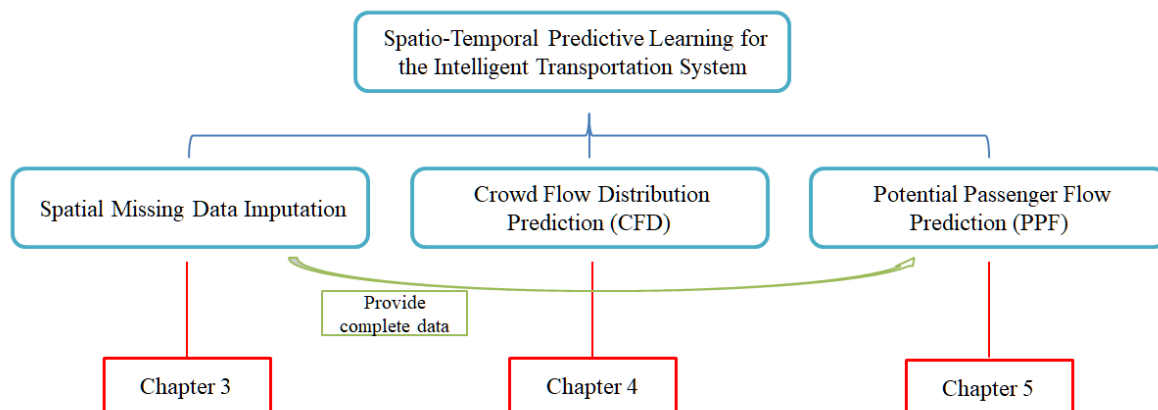 Spatio-Temporal Predictive Learning for
the Intelligent Transportation System
Spatial Missing Data Imputation
Crowd Flow Distribution
Prediction (CFD)
Potential Passenger Flow
Prediction (PPF)
Provide
complete data
Chapter 3
Chapter 4
Chapter 5